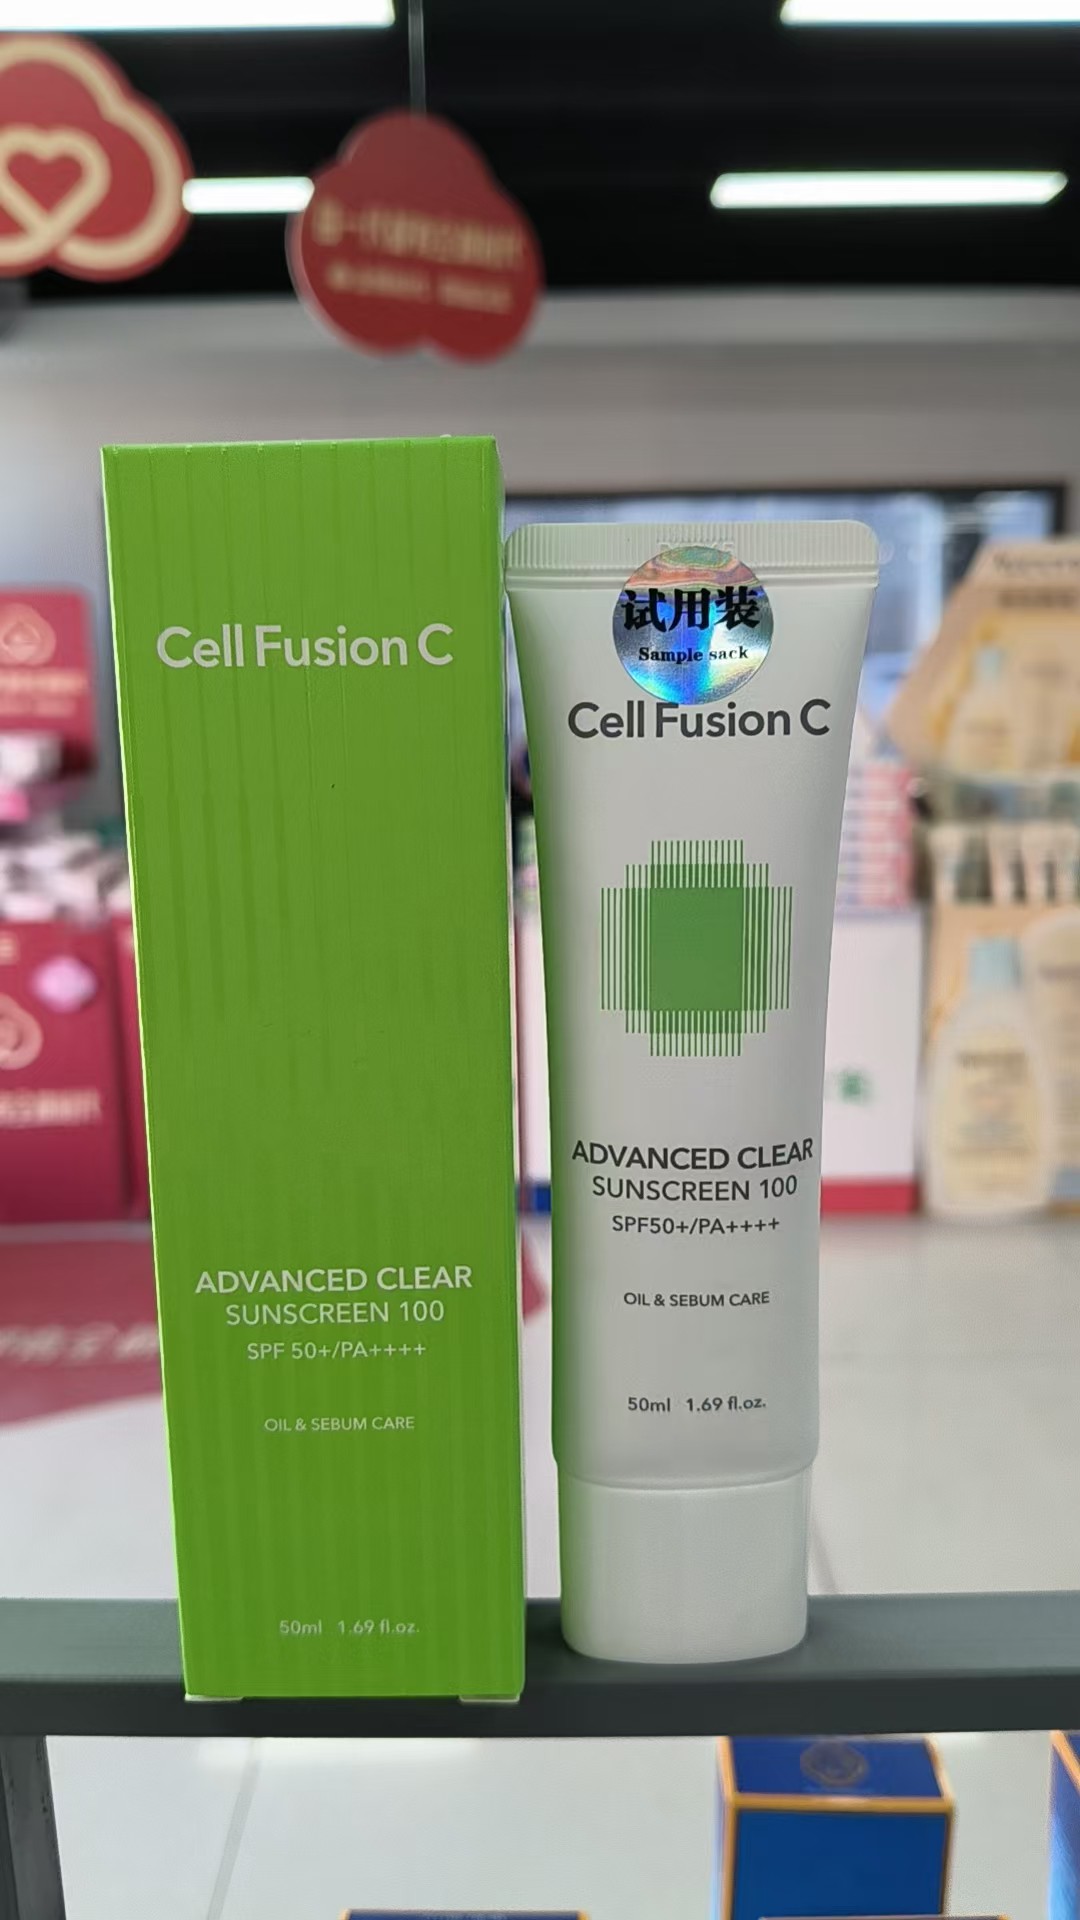 Cell Fusion C
ADVANCED CLEAR
SUNSCREEN 100
SPF 50+/PA++++
OIL & SEBUM CARE
50ml 1.69 fl.oz.
试用装
Sample sack
Cell Fusion C
ADVANCED CLEAR
SUNSCREEN 100
SPF50+/PA++++
OIL & SEBUM CARE
50ml 1.69 fl.oz.